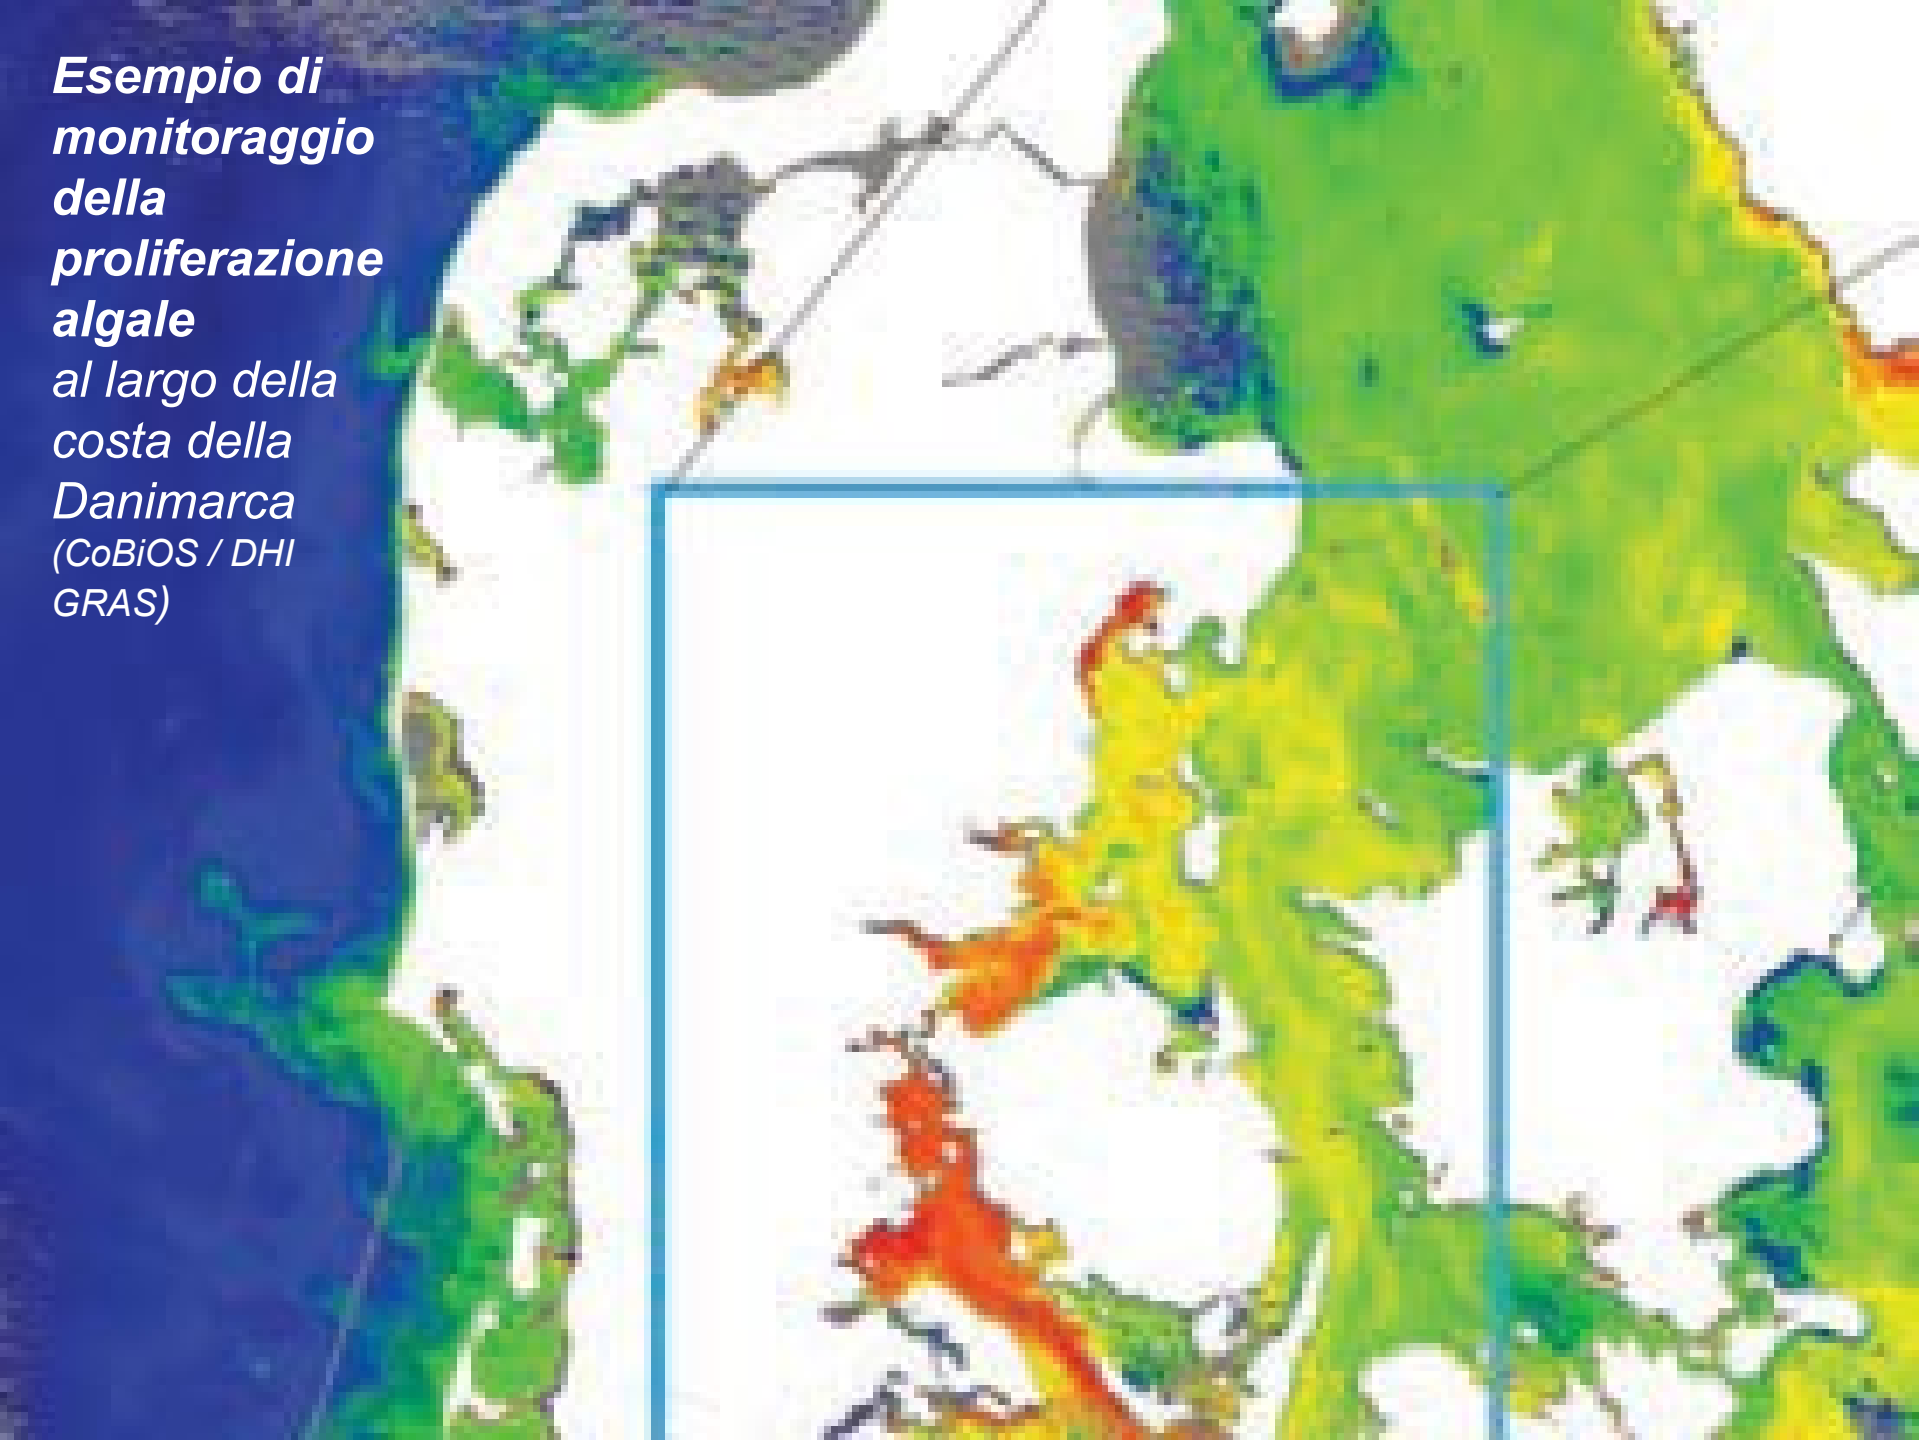 Esempio di
monitoraggio
della
proliferazione
algale
al largo della
costa della
Danimarca
(CoBiOS / DHI
GRAS)